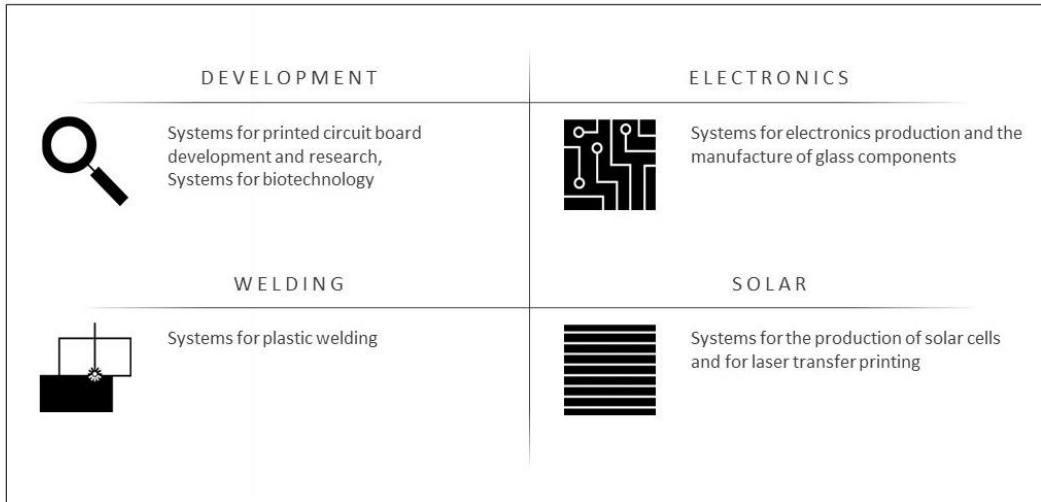 DEVELOPMENT
Systems for printed circuit board
development and research,
Systems for biotechnology
ELECTRONICS
Systems for electronics production and the
manufacture of glass components
WELDING
Systems for plastic welding
SOLAR
Systems for the production of solar cells
and for laser transfer printing